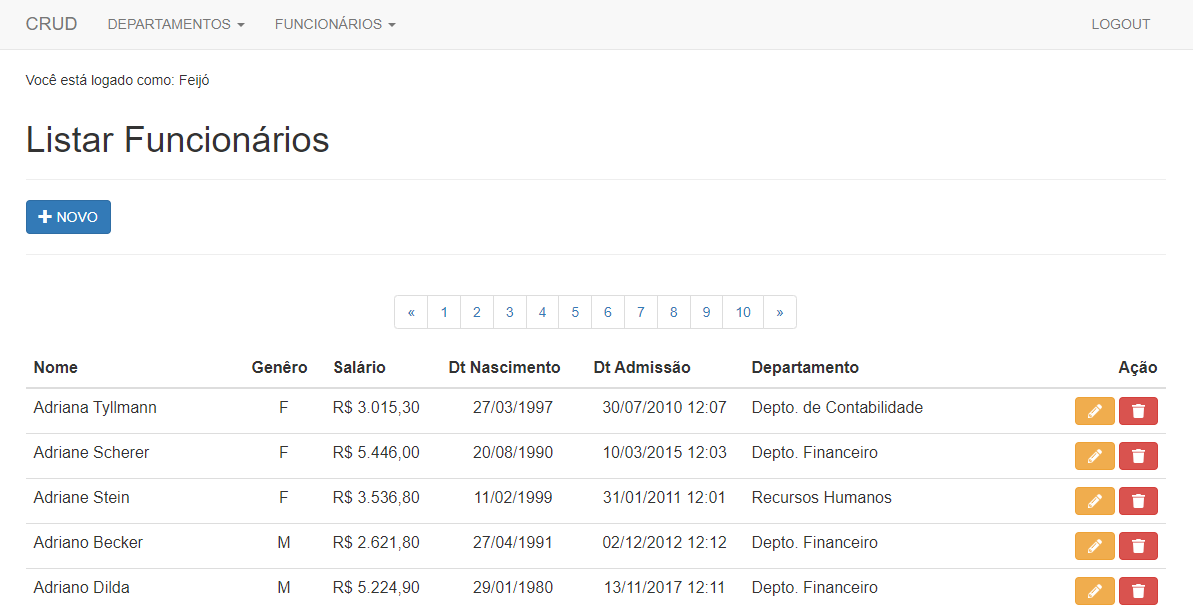 CRUD DEPARTAMENTOS FUNCIONÁRIOS LOGOUT
Você está logado como: Feijó
Listar Funcionários
NOVO
« 1 2 3 4 5 6 7 8 9 10 »
Nome Genêro Salário Dt Nascimento Dt Admissão Departamento Ação
Adriana Tyllmann F R$ 3.015,30 27/03/1997 30/07/2010 12:07 Depto. de Contabilidade
Adriane Scherer F R$ 5.446,00 20/08/1990 10/03/2015 12:03 Depto. Financeiro
Adriane Stein F R$ 3.536,80 11/02/1999 31/01/2011 12:01 Recursos Humanos
Adriano Becker M R$ 2.621,80 27/04/1991 02/12/2012 12:12 Depto. Financeiro
Adriano Dilda M R$ 5.224,90 29/01/1980 13/11/2017 12:11 Depto. Financeiro